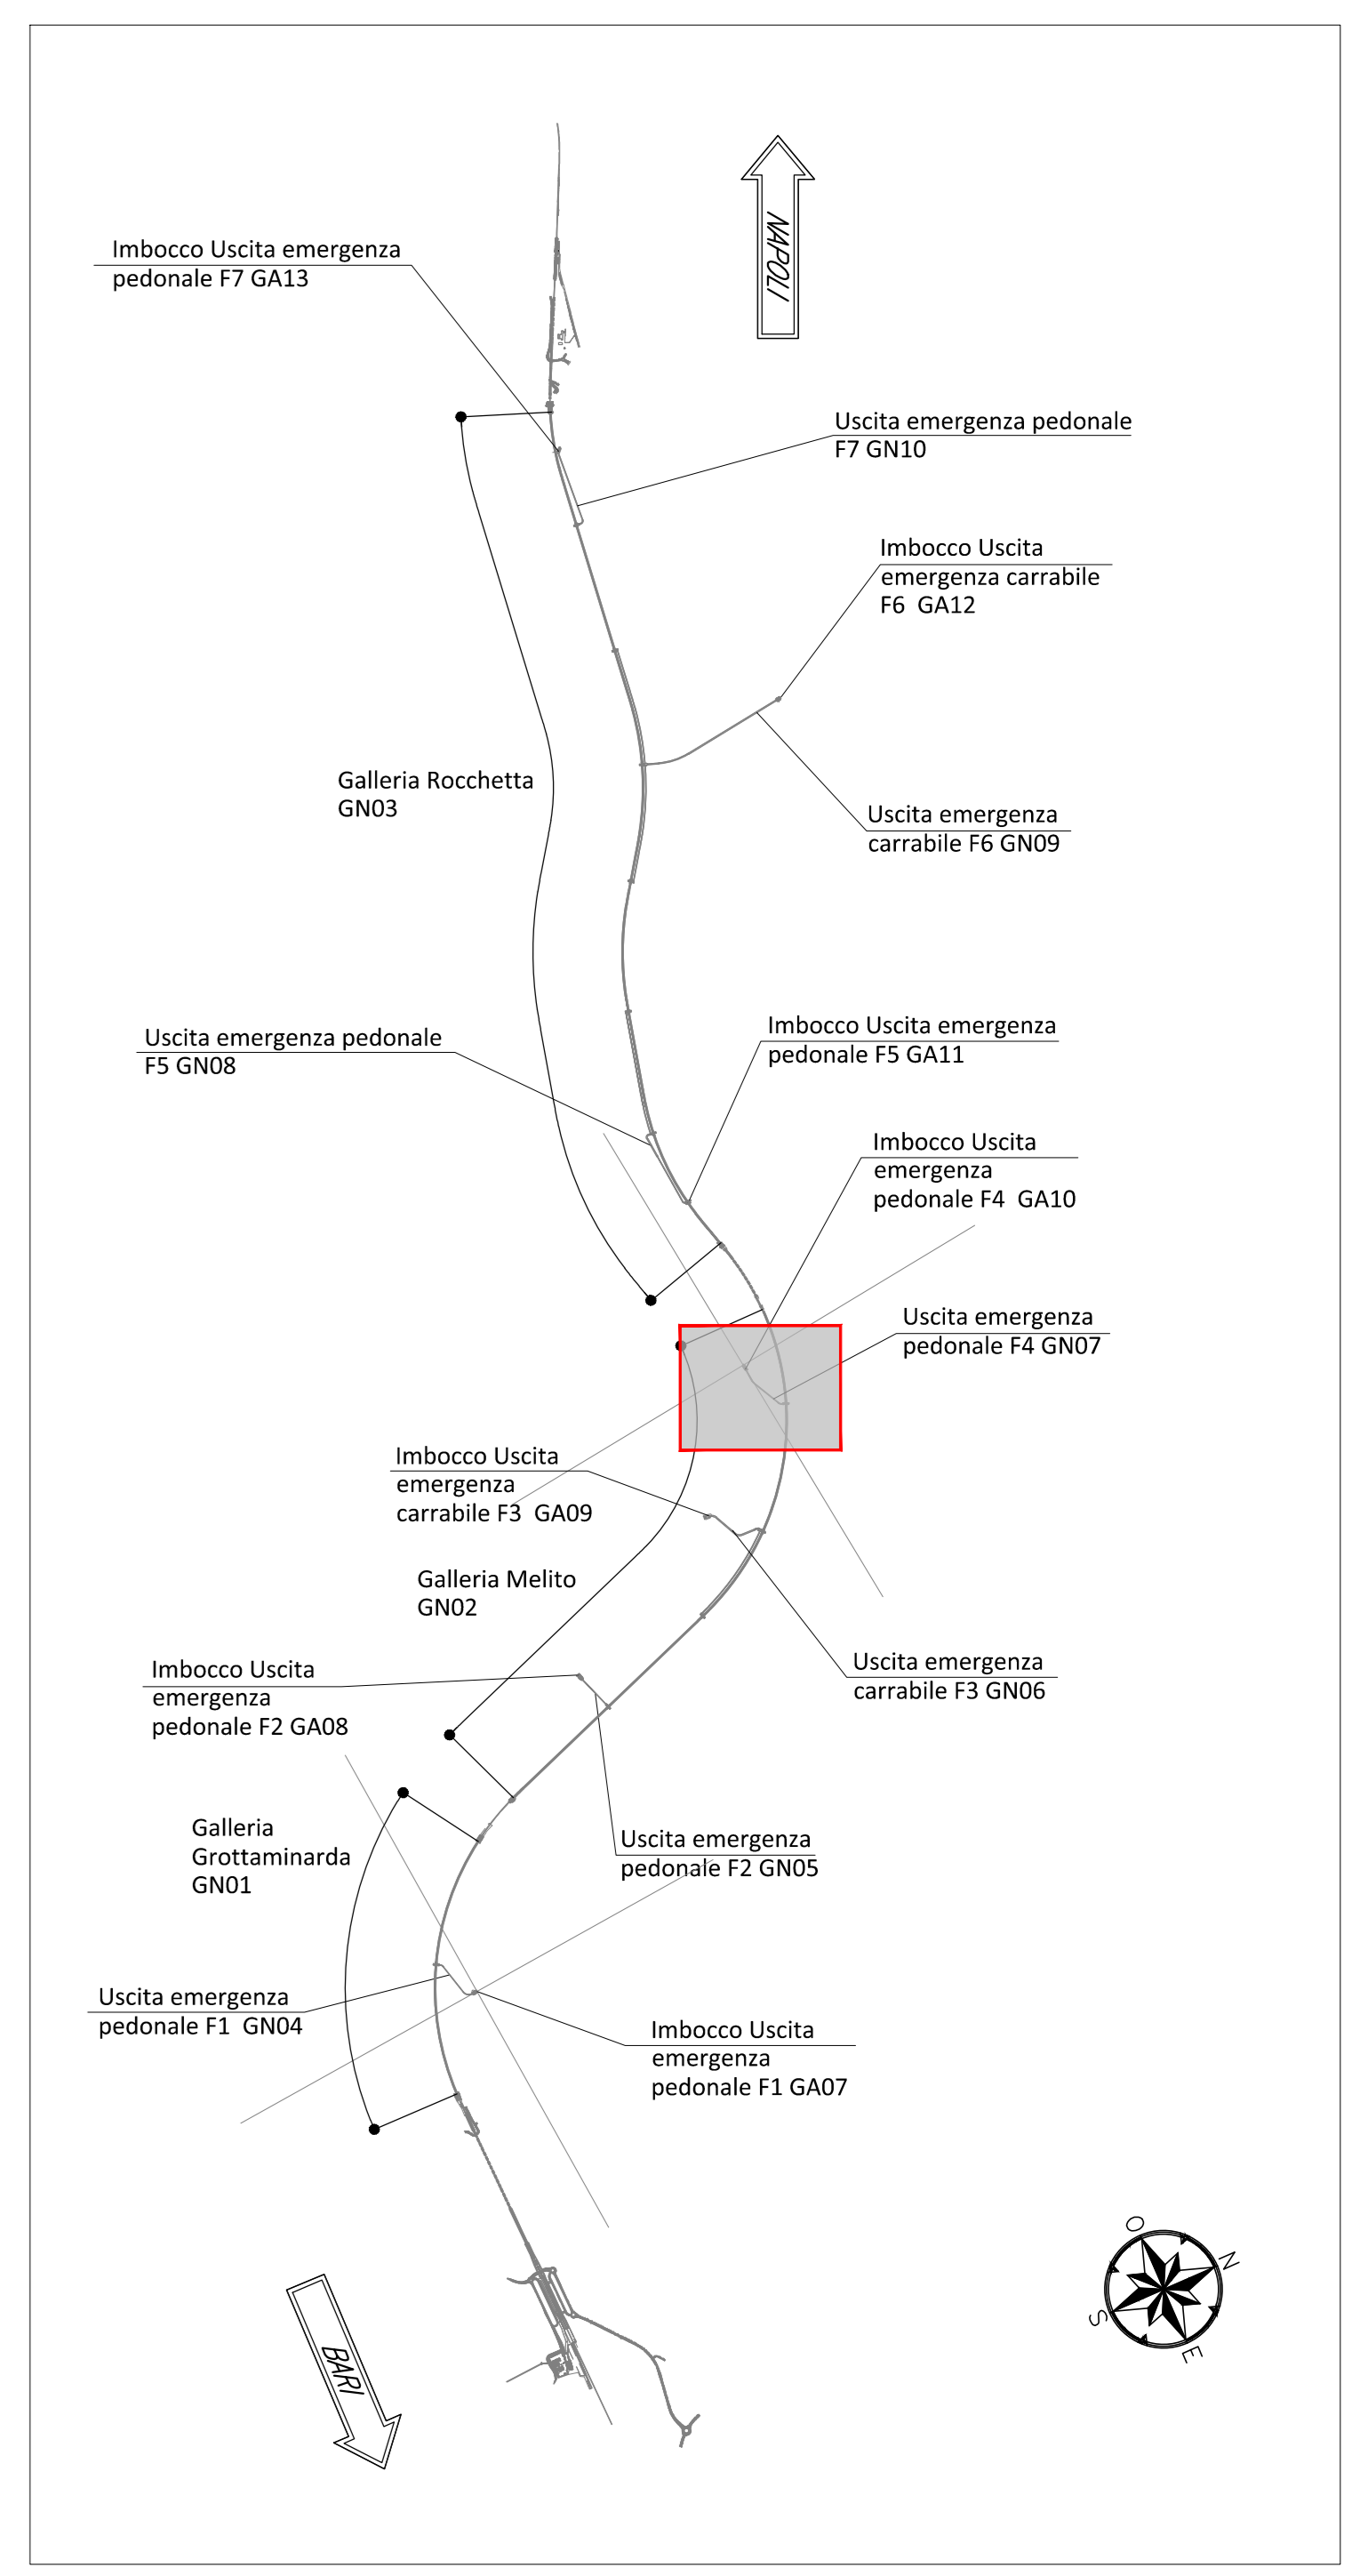 NAPOLI
Imbocco Uscita emergenza
pedonale F7 GA13
Uscita emergenza pedonale
F7 GN10
Imbocco Uscita
emergenza carrabile
F6 GA12
Galleria Rocchetta
GN03
Uscita emergenza
carrabile F6 GN09
Imbocco Uscita emergenza
pedonale F5 GA11
Uscita emergenza pedonale
F5 GN08
Imbocco Uscita
emergenza
pedonale F4 GA10
Uscita emergenza
pedonale F4 GN07
Imbocco Uscita
emergenza
carrabile F3 GA09
Galleria Melito
GN02
Uscita emergenza
carrabile F3 GN06
Imbocco Uscita
emergenza
pedonale F2 GA08
Galleria
Grottaminarda
GN01
Uscita emergenza
pedonale F2 GN05
Uscita emergenza
pedonale F1 GN04
Imbocco Uscita
emergenza
pedonale F1 GA07
O
N
S
E
BARI